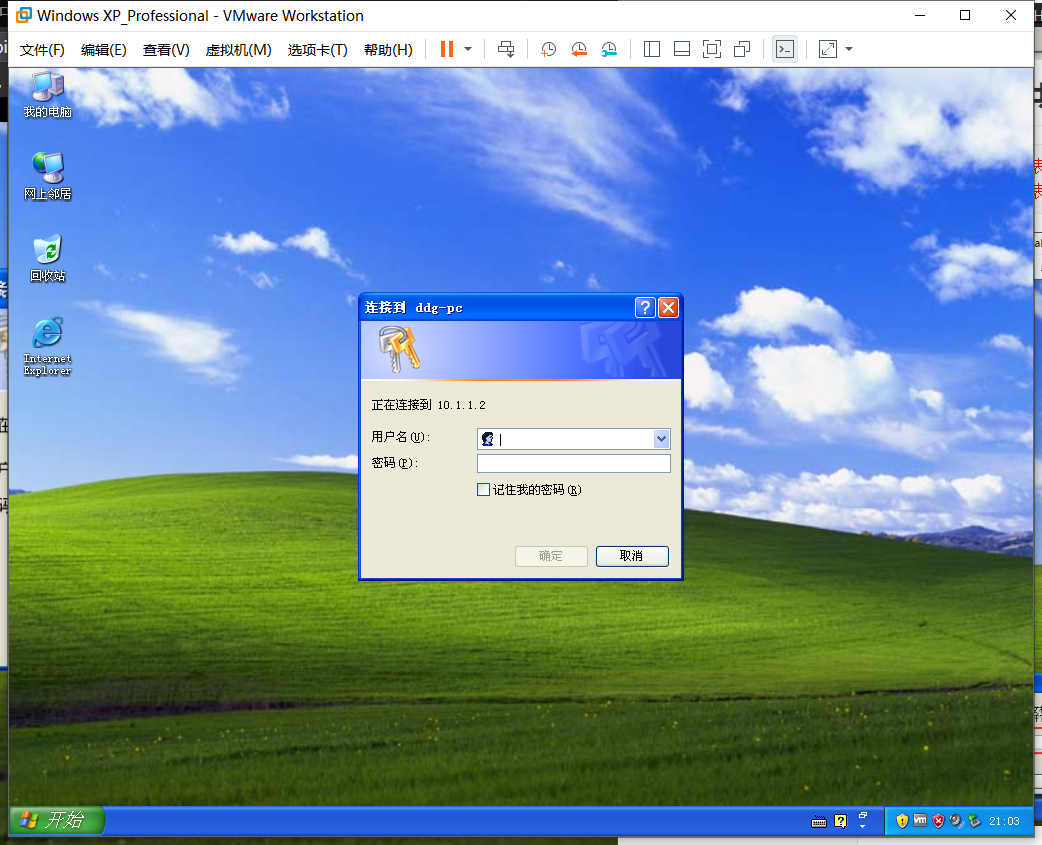 Windows XP_Professional - VMware Workstation
文件(F) 编辑(E) 查看(V) 虚拟机(M) 选项卡(T) 帮助(H)
我的电脑
网上邻居
回收站
Internet
Explorer
连接到 ddg-pc
正在连接到 10.1.1.2
用户名(U):
密码(P):
记住我的密码(R)
确定 取消
开始
vm
21:03